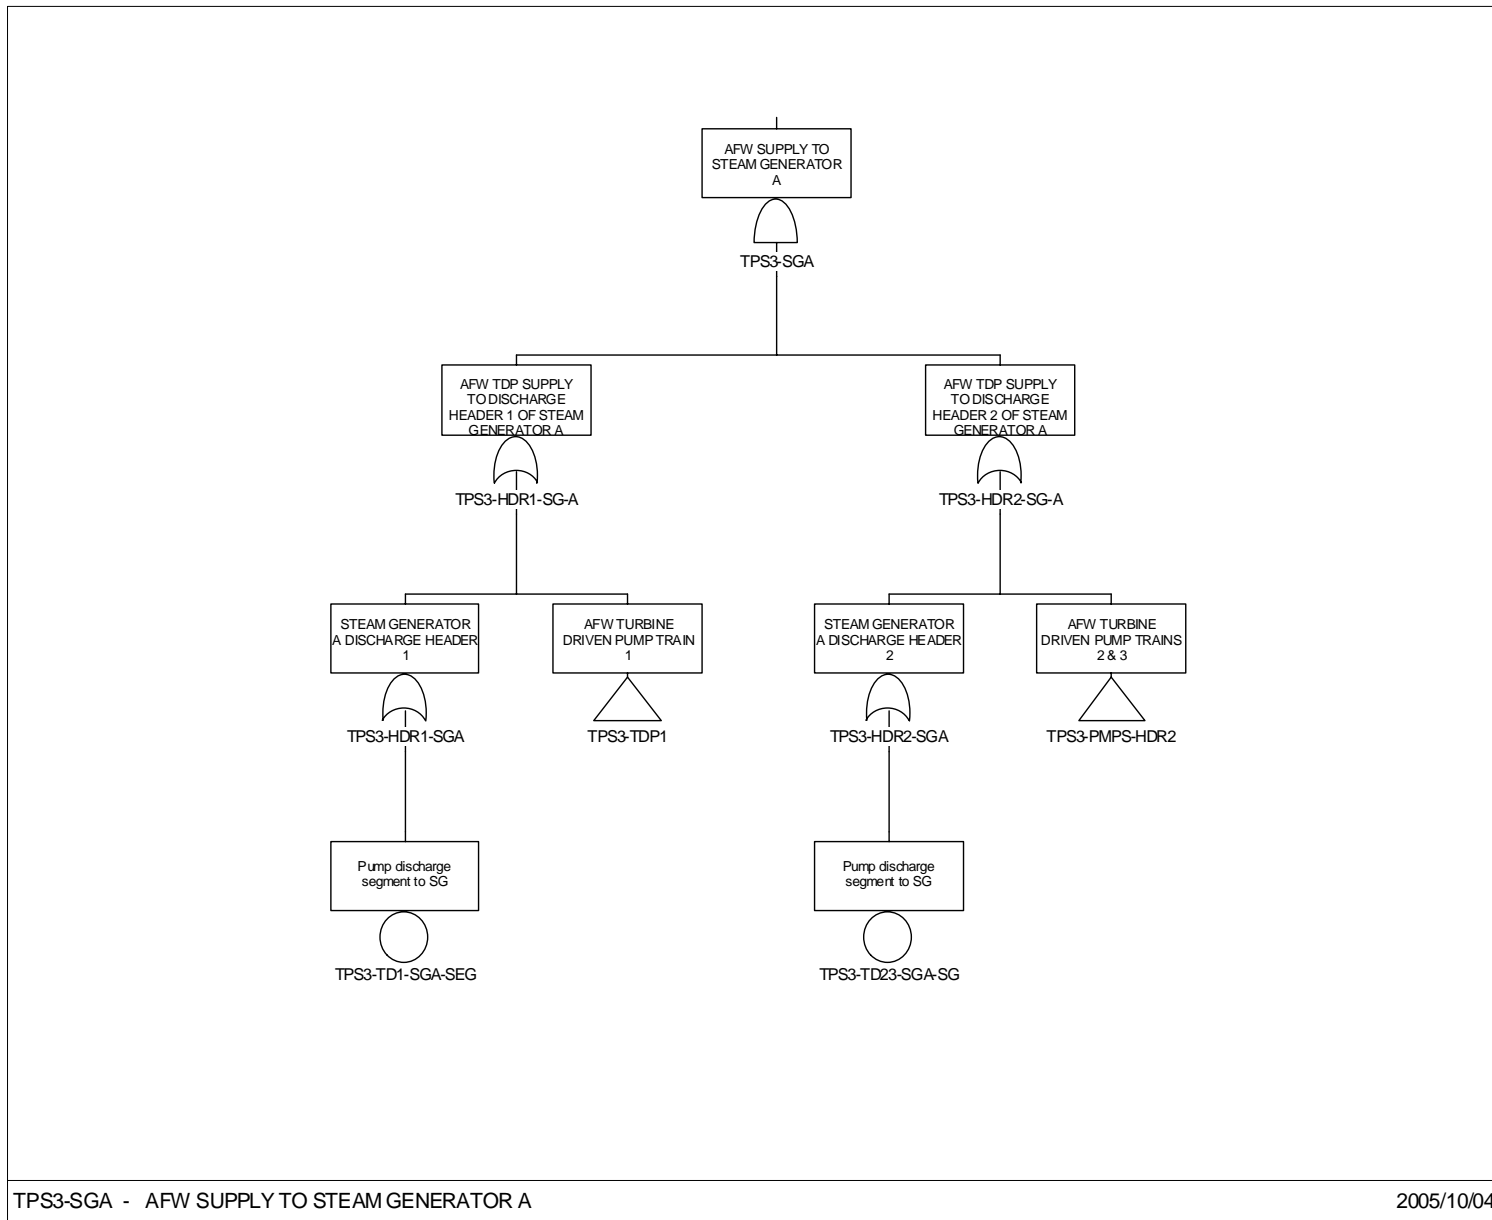 AFW SUPPLY TO
STEAM GENERATOR
A
TPS3-SGA
AFW TDP SUPPLY
TO DISCHARGE
HEADER 1 OF STEAM
GENERATOR A
TPS3-HDR1-SG-A
AFW TDP SUPPLY
TO DISCHARGE
HEADER 2 OF STEAM
GENERATOR A
TPS3-HDR2-SG-A
STEAM GENERATOR
A DISCHARGE HEADER
1
TPS3-HDR1-SGA
AFW TURBINE
DRIVEN PUMP TRAIN
1
TPS3-TDP1
STEAM GENERATOR
A DISCHARGE HEADER
2
TPS3-HDR2-SGA
AFW TURBINE
DRIVEN PUMP TRAINS
2 & 3
TPS3-PMPS-HDR2
Pump discharge
segment to SG
TPS3-TD1-SGA-SEG
Pump discharge
segment to SG
TPS3-TD23-SGA-SG
TPS3-SGA - AFW SUPPLY TO STEAM GENERATOR A
2005/10/04